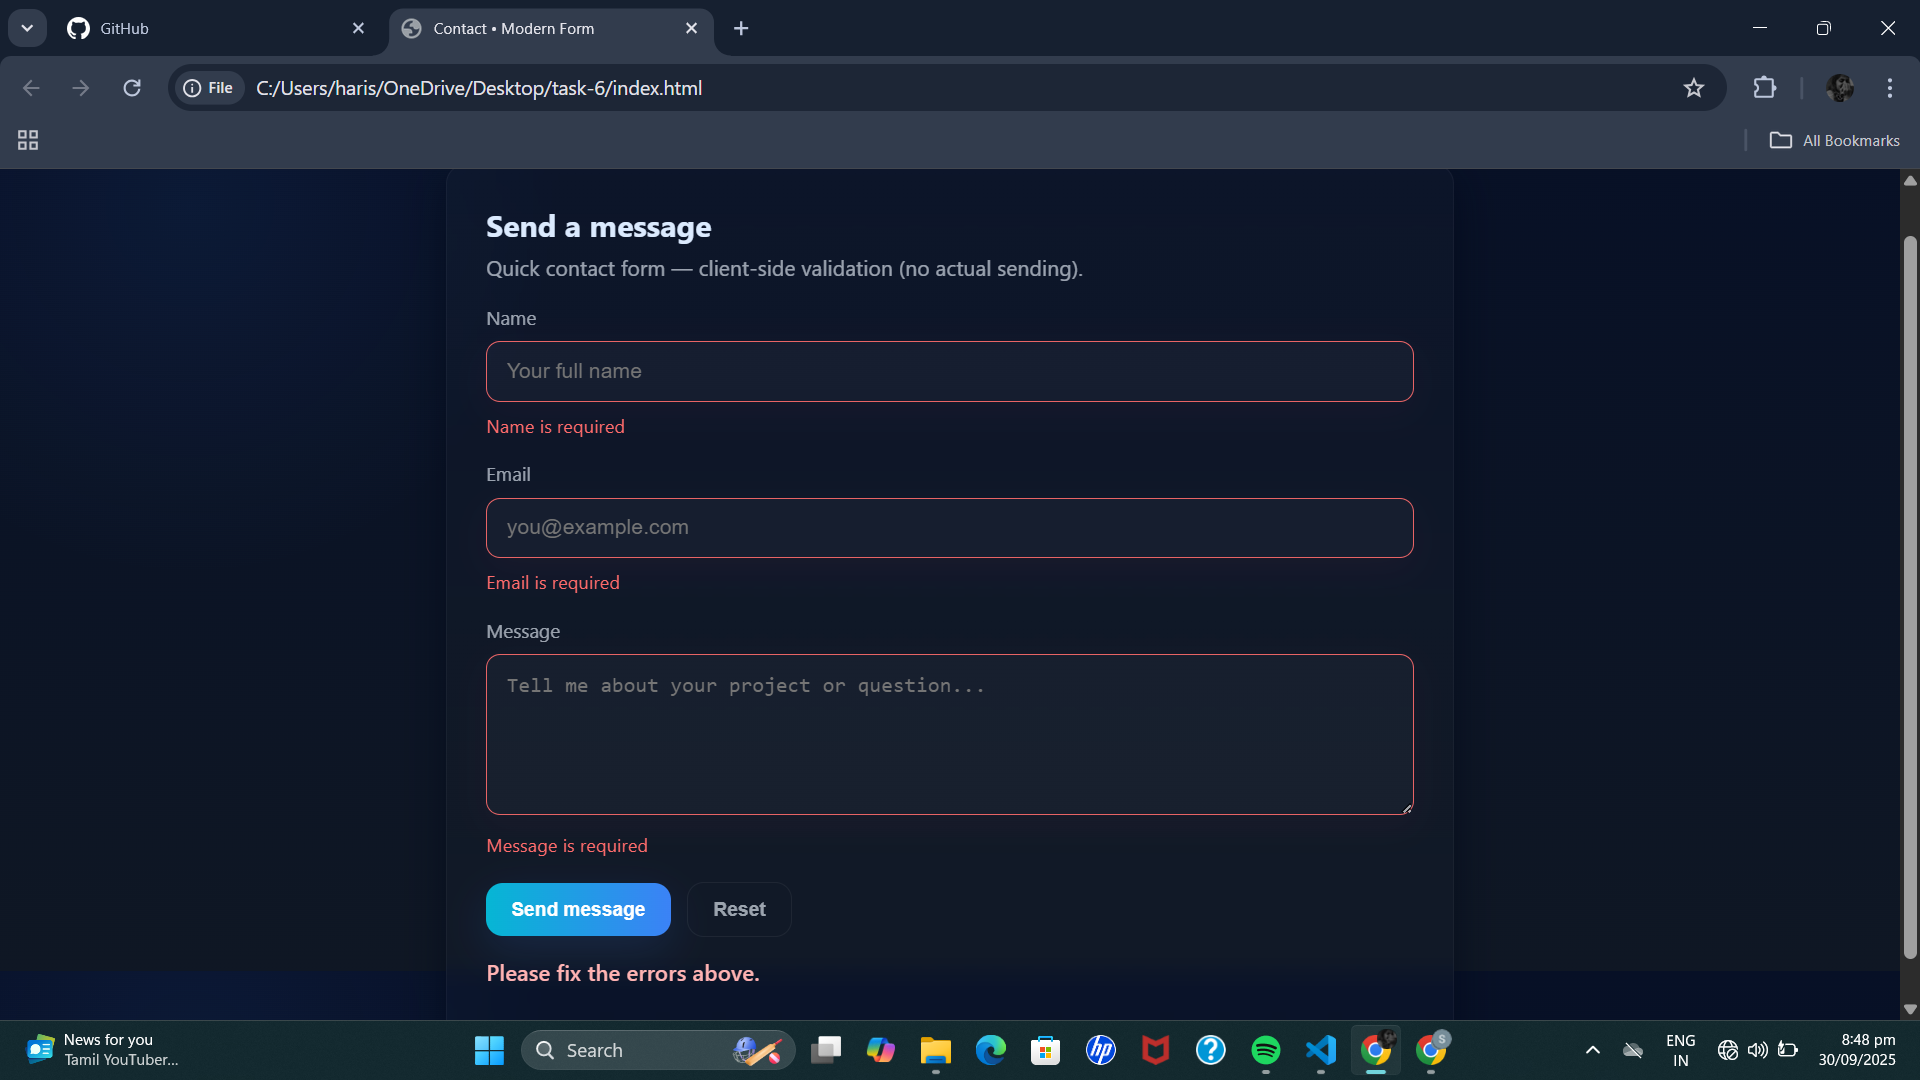 GitHub
Contact • Modern Form
File
C:/Users/haris/OneDrive/Desktop/task-6/index.html
All Bookmarks
Send a message
Quick contact form — client-side validation (no actual sending).
Name
Your full name
Name is required
Email
you@example.com
Email is required
Message
Tell me about your project or question...
Message is required
Send message
Reset
Please fix the errors above.
News for you
Tamil YouTuber...
Search
hp
S
ENG
IN
8:48 pm
30/09/2025